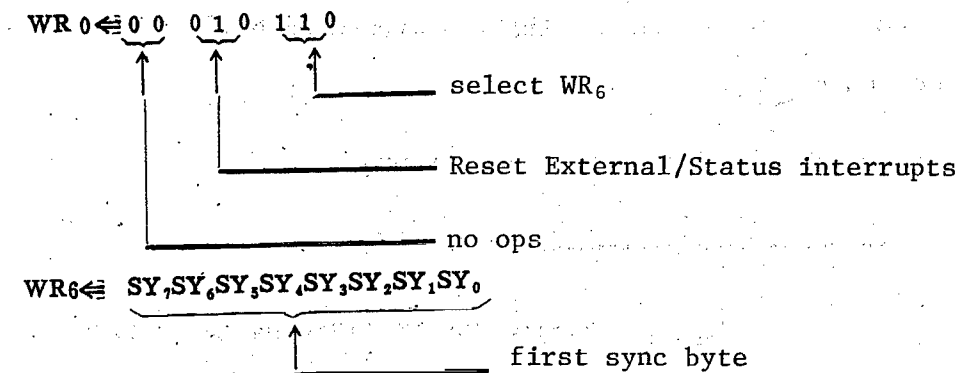 WR 0⇚ 0 0 0 1 0 1 1 0
select WR₆
Reset External/Status interrupts
no ops
WR6⇚ SY₇SY₆SY₅SY₄SY₃SY₂SY₁SY₀
first sync byte